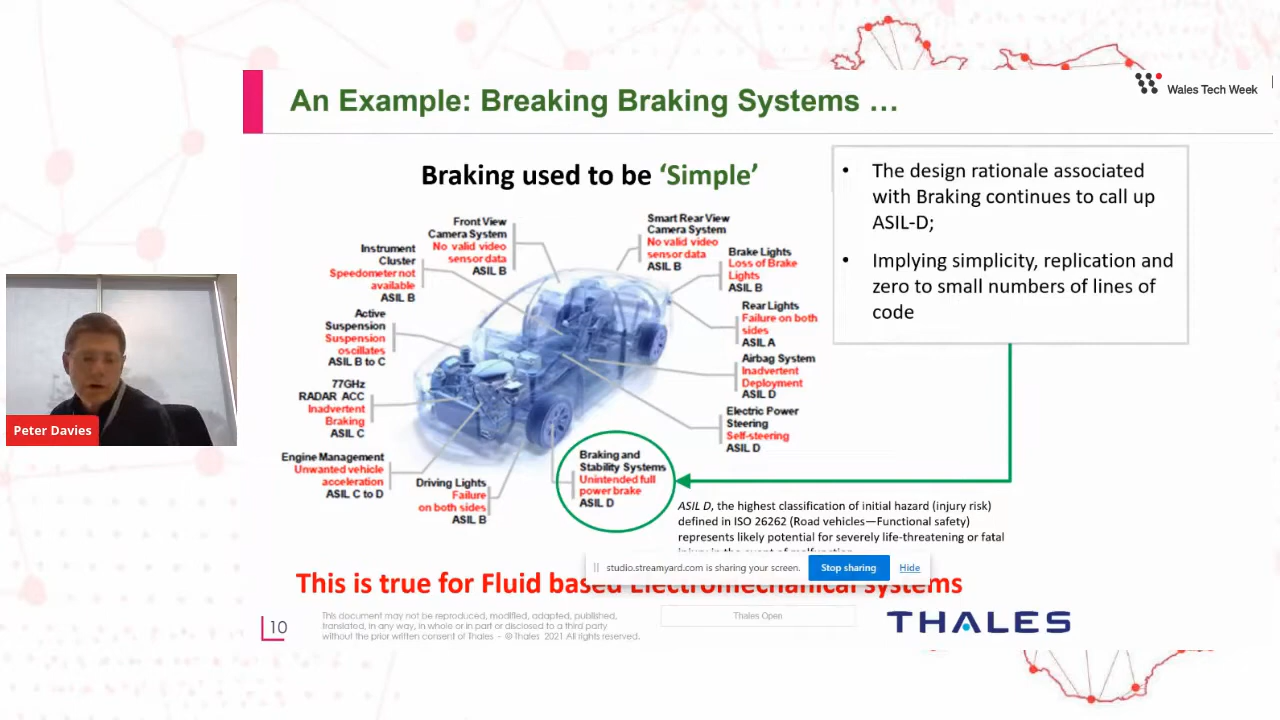 An Example: Breaking Braking Systems …
Wales Tech Week
Braking used to be ‘Simple’
• The design rationale associated
with Braking continues to call up
ASIL-D;
• Implying simplicity, replication and
zero to small numbers of lines of
code
Front View
Camera System
No valid video
sensor data
ASIL B
Smart Rear View
Camera System
No valid video
sensor data
ASIL B
Instrument
Cluster
Speedometer not
available
ASIL B
Brake Lights
Loss of Brake
Lights
ASIL B
Active
Suspension
Suspension
oscillates
ASIL B to C
Rear Lights
Failure on both
sides
ASIL A
Airbag System
Inadvertent
Deployment
ASIL D
77GHz
RADAR ACC
Inadvertent
Braking
ASIL C
Electric Power
Steering
Self-steering
ASIL D
Engine Management
Unwanted vehicle
acceleration
ASIL C to D
Driving Lights
Failure
on both sides
ASIL B
Braking and
Stability Systems
Unintended full
power brake
ASIL D
Peter Davies
ASIL D, the highest classification of initial hazard (injury risk)
defined in ISO 26262 (Road vehicles—Functional safety)
represents likely potential for severely life-threatening or fatal
studio.streamyard.com is sharing your screen.
Stop sharing
Hide
This is true for Fluid based Electromechanical systems
10
This document may not be reproduced, modified, adapted, published,
translated, in any way, in whole or in part or disclosed to a third party
without the prior written consent of Thales - © Thales 2021 All rights reserved.
Thales Open
THALES